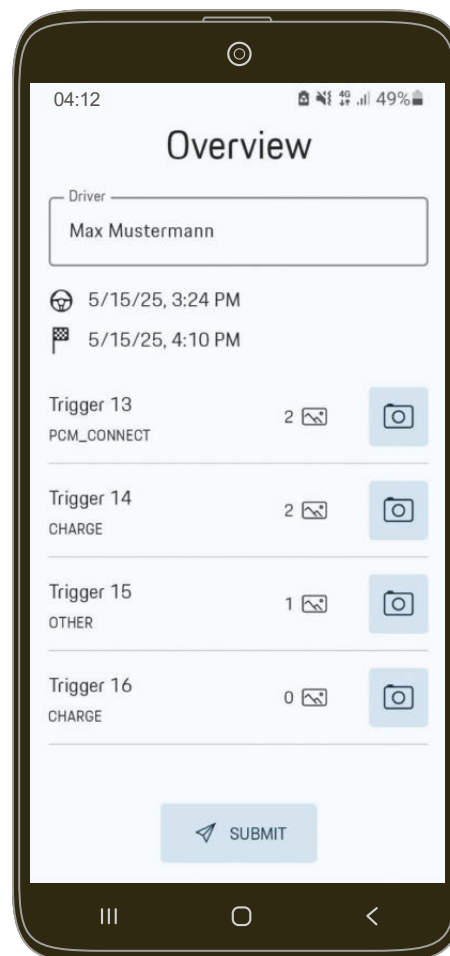 04:12
4G
49%
Overview
Driver
Max Mustermann
5/15/25, 3:24 PM
5/15/25, 4:10 PM
Trigger 13
2
PCM_CONNECT
Trigger 14
2
CHARGE
Trigger 15
1
OTHER
Trigger 16
0
CHARGE
SUBMIT